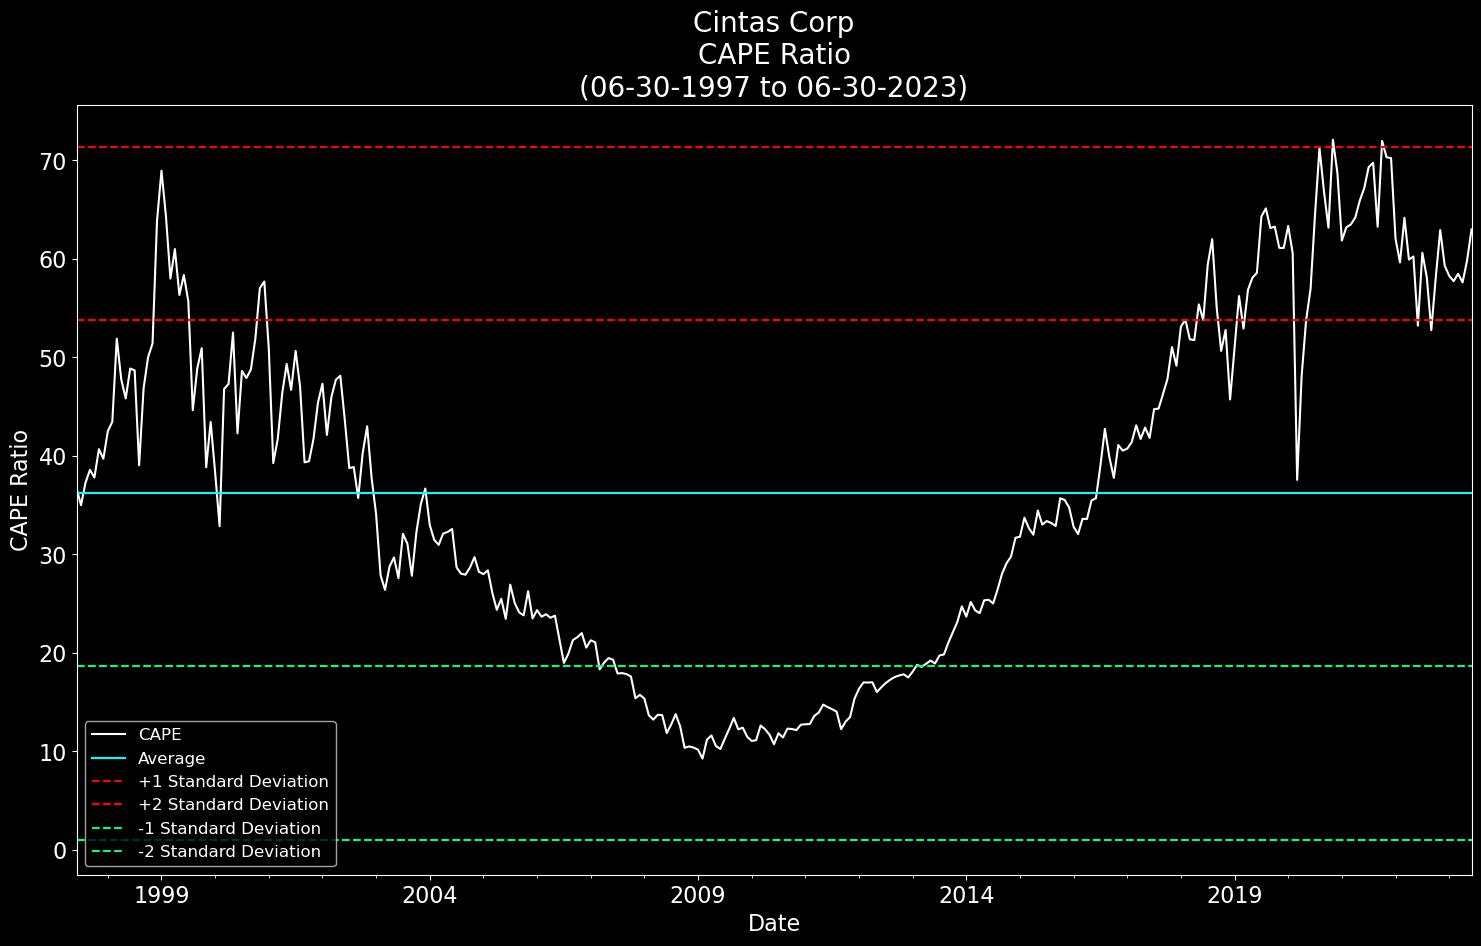 Cintas Corp
CAPE Ratio
(06-30-1997 to 06-30-2023)
CAPE Ratio
70
60
50
40
30
20
10
0
CAPE
Average
+1 Standard Deviation
+2 Standard Deviation
-1 Standard Deviation
-2 Standard Deviation
1999
2004
2009
2014
2019
Date